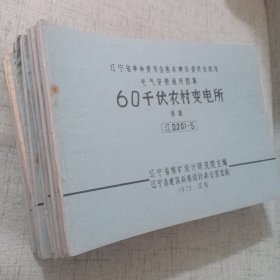 辽宁省革命委员会基本建设委员会批准
电气安装通用图集
60千伏农村变电所
辽D201-5
辽宁省煤矿设计研究院主编
辽宁省建筑标准设计办公室出版
1975 沈阳